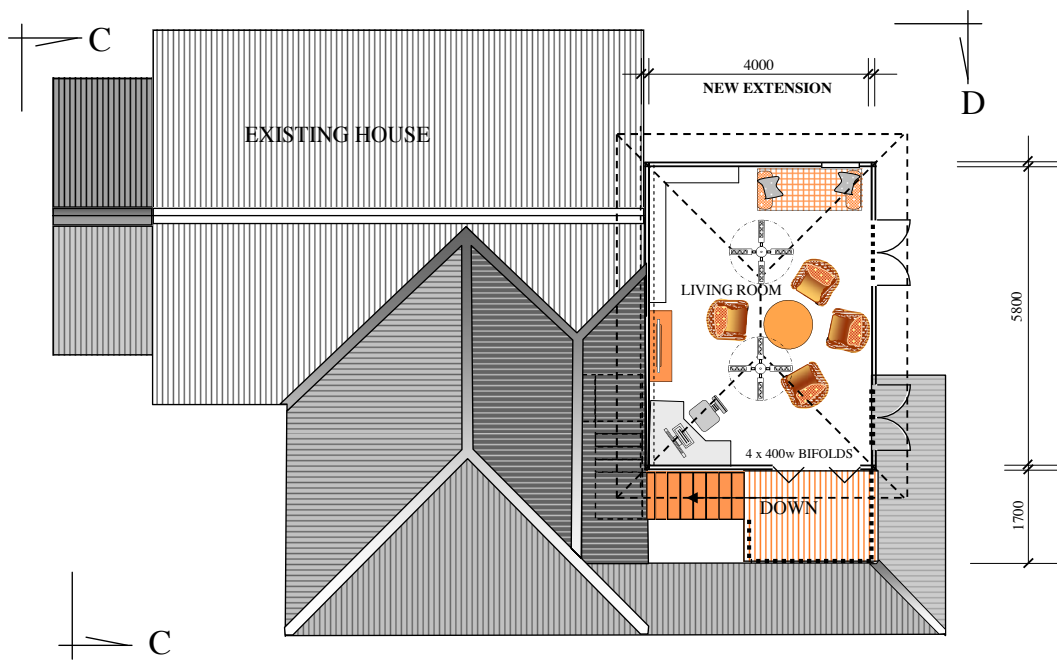 C
4000
NEW EXTENSION
D
EXISTING HOUSE
LIVING ROOM
5800
4 x 400w BIFOLDS
DOWN
1700
C